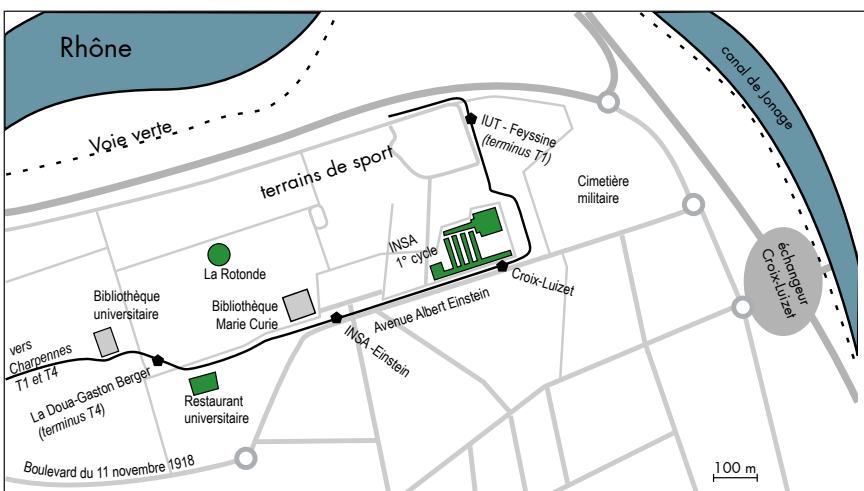 Rhône
Voie verte
canal de Jonage
terrains de sport
IUT - Feyssine
(terminus T1)
Cimetière
militaire
INSA
1° cycle
La Rotonde
Croix-Luizet
échangeur
Croix-Luizet
Bibliothèque
universitaire
Bibliothèque
Marie Curie
Avenue Albert Einstein
INSA -Einstein
vers
Charpennes
T1 et T4
La Doua-Gaston Berger
(terminus T4)
Restaurant
universitaire
Boulevard du 11 novembre 1918
100 m